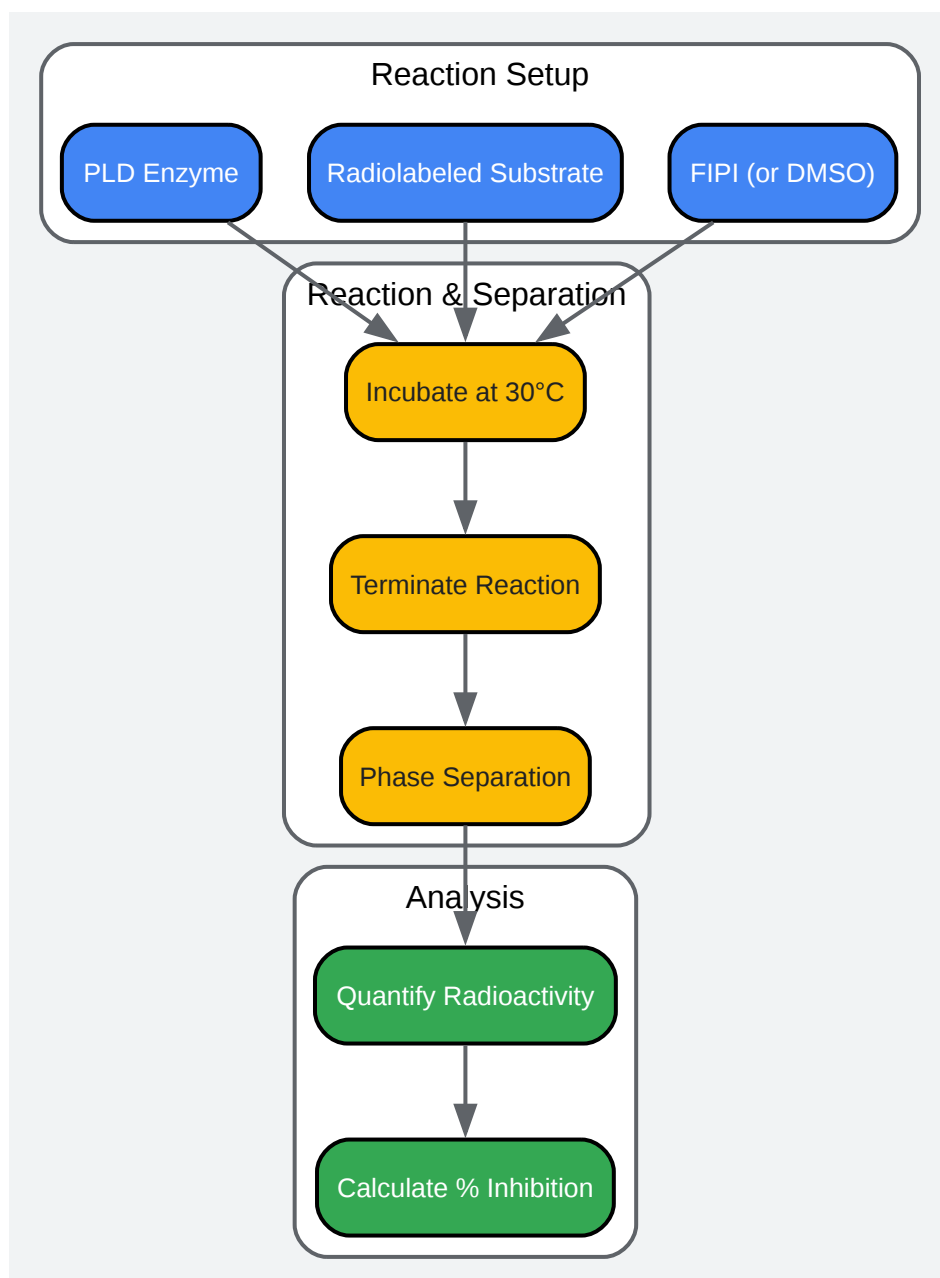 Reaction Setup
PLD Enzyme
Radiolabeled Substrate
FIPI (or DMSO)
Reaction & Separation
Incubate at 30°C
Terminate Reaction
Phase Separation
Analysis
Quantify Radioactivity
Calculate % Inhibition